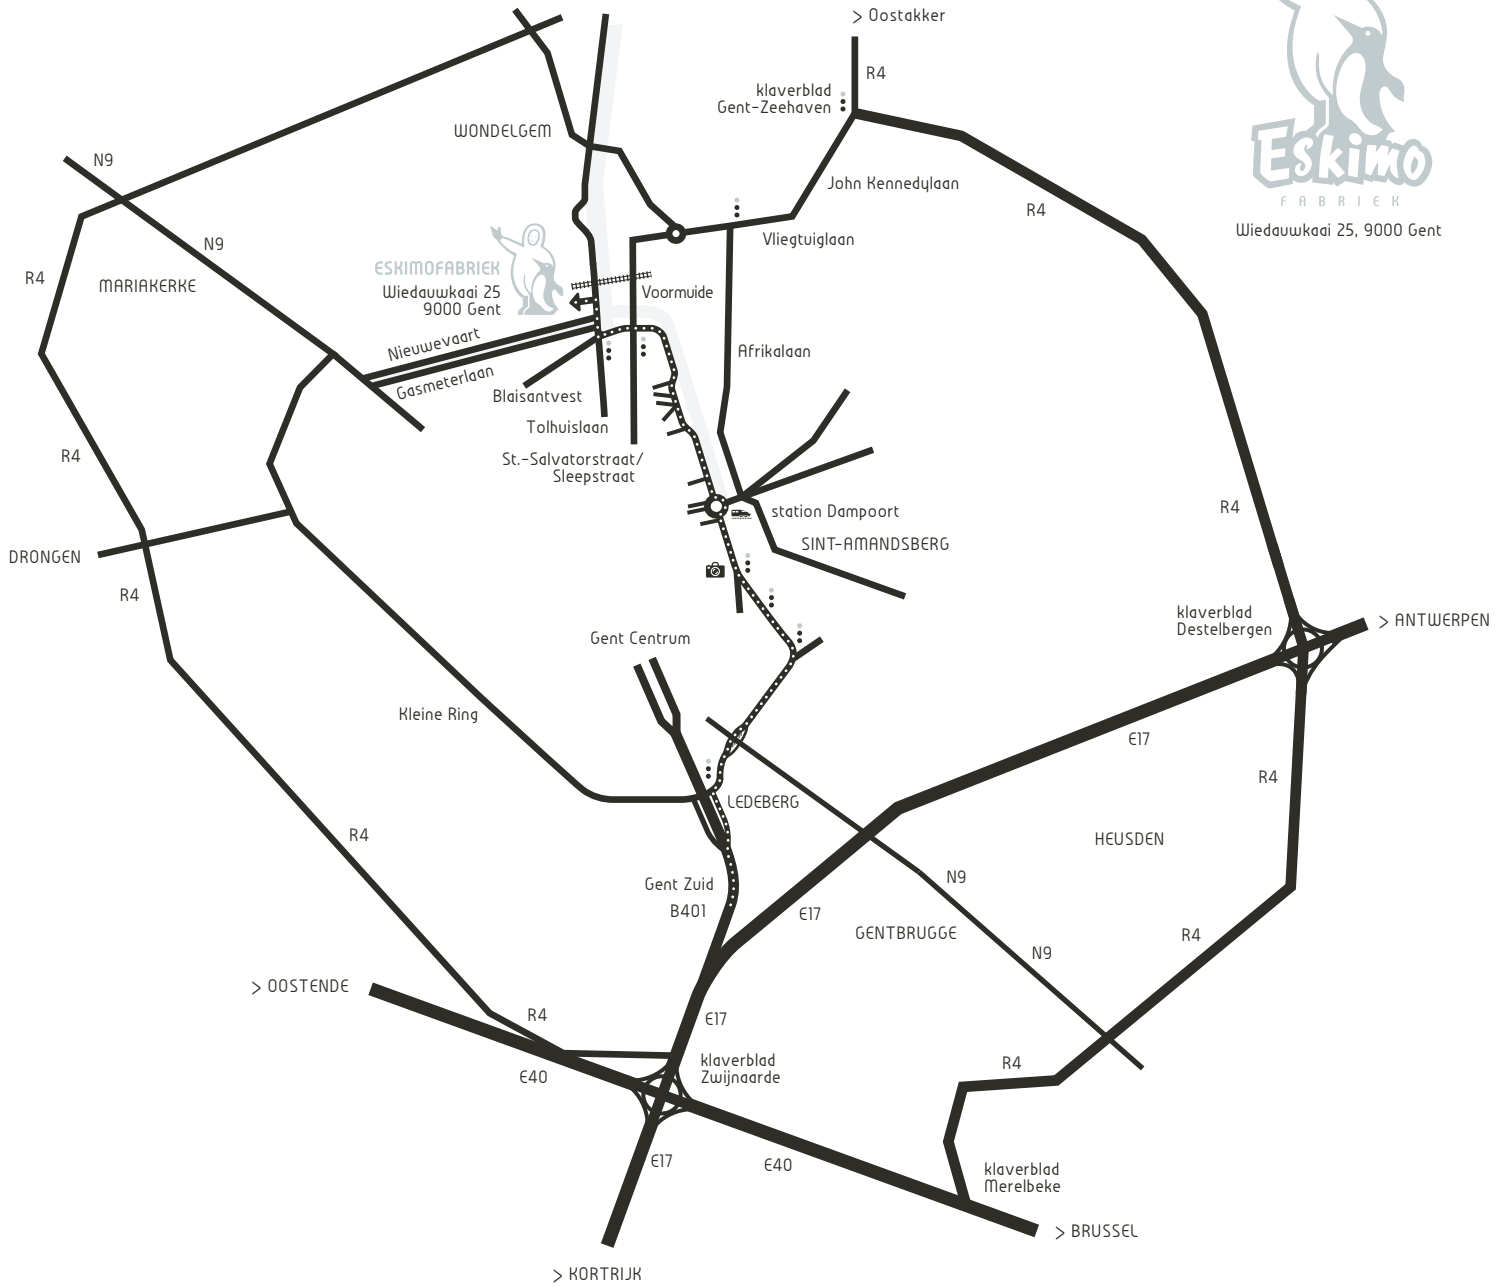 > Oostakker
R4
klaverblad
Gent-Zeehaven
WONDELGEM
N9
John Kennedylaan
R4
Eskimo
FABRIEK
Wiedauwkaai 25, 9000 Gent
N9
Vliegtuiglaan
R4
MARIAKERKE
ESKIMOFABRIEK
Wiedauwkaai 25
9000 Gent
Voormuide
Nieuwevaart
Gasmeterlaan
Afrikalaan
Blaisantvest
Tolhuislaan
R4
St.-Salvatorstraat/
Sleepstraat
R4
station Dampoort
SINT-AMANDSBERG
DRONGEN
R4
klaverblad
Destelbergen
> ANTWERPEN
Gent Centrum
Kleine Ring
E17
R4
LEDEBERG
R4
HEUSDEN
Gent Zuid
N9
B401
E17
GENTBRUGGE
R4
N9
> OOSTENDE
R4
E17
klaverblad
Zwijnaarde
R4
E40
E17
E40
klaverblad
Merelbeke
> BRUSSEL
> KORTRIJK